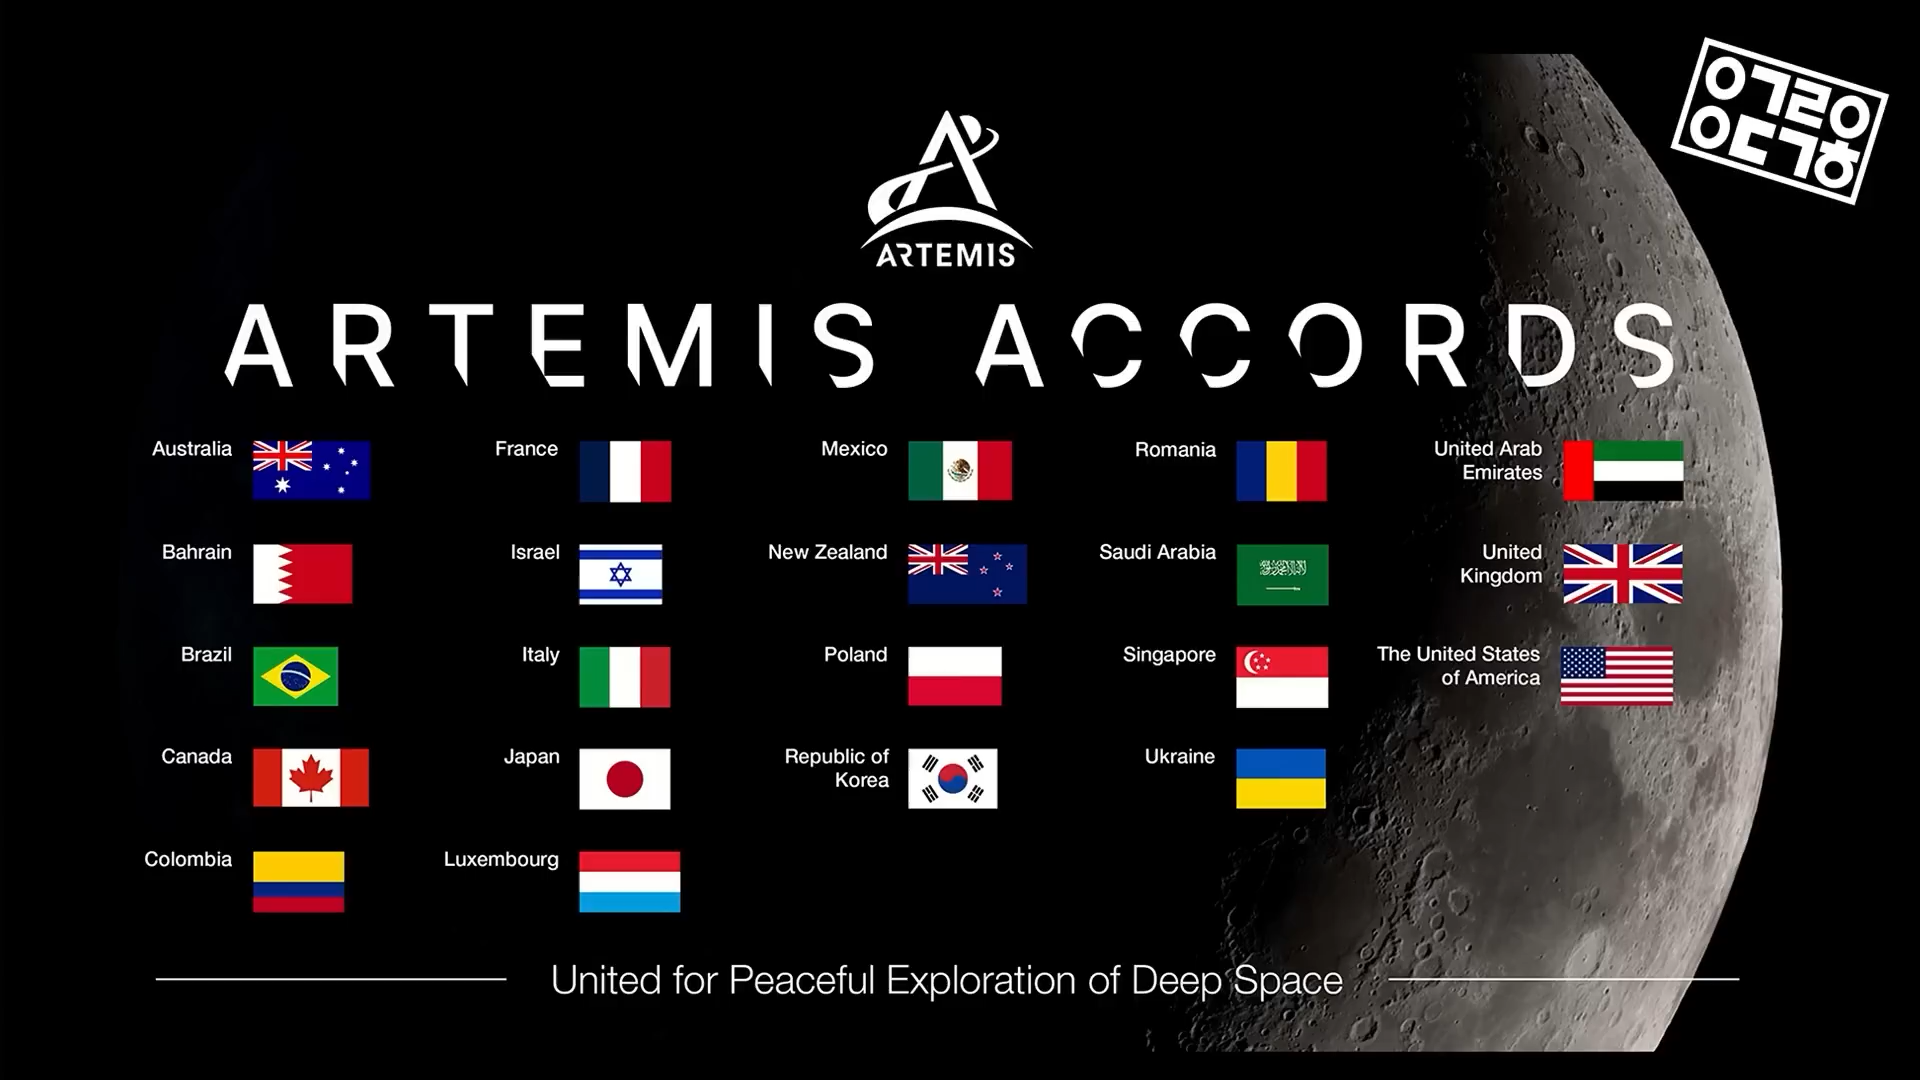 ARTEMIS
ARTEMIS ACCORDS
Australia
Bahrain
Brazil
Canada
Colombia
France
Israel
Italy
Japan
Luxembourg
Mexico
New Zealand
Poland
Republic of
Korea
Romania
Saudi Arabia
Singapore
Ukraine
United Arab
Emirates
United
Kingdom
The United States
of America
United for Peaceful Exploration of Deep Space